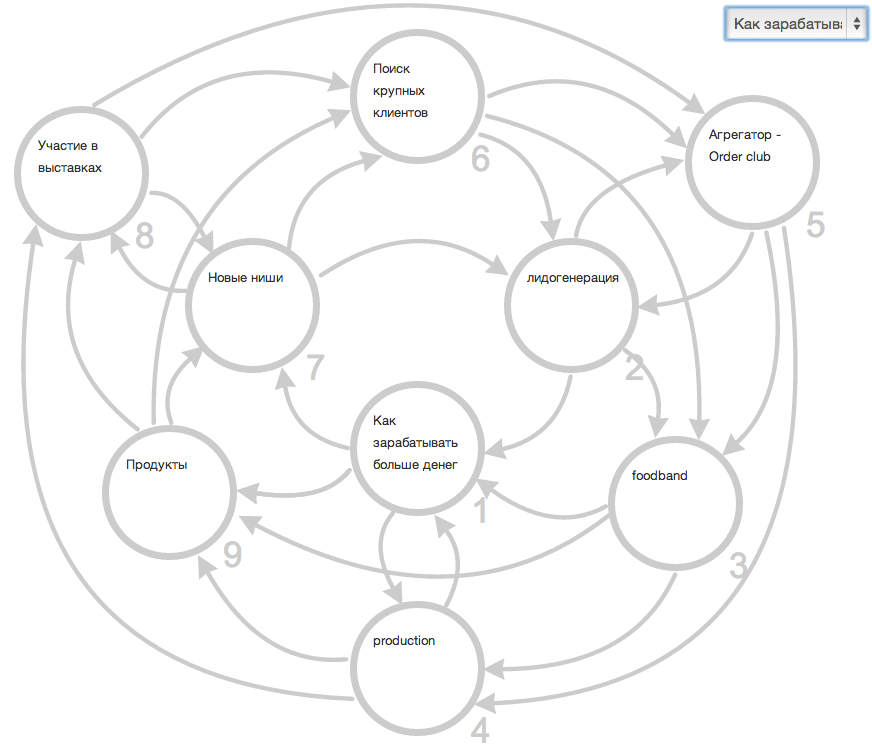 Как зарабатыва
Поиск
крупных
клиентов
6
Агрегатор -
Order club
5
Участие в
выставках
8
Новые ниши
7
лидогенерация
2
Как
зарабатывать
больше денег
1
Продукты
9
foodband
3
production
4